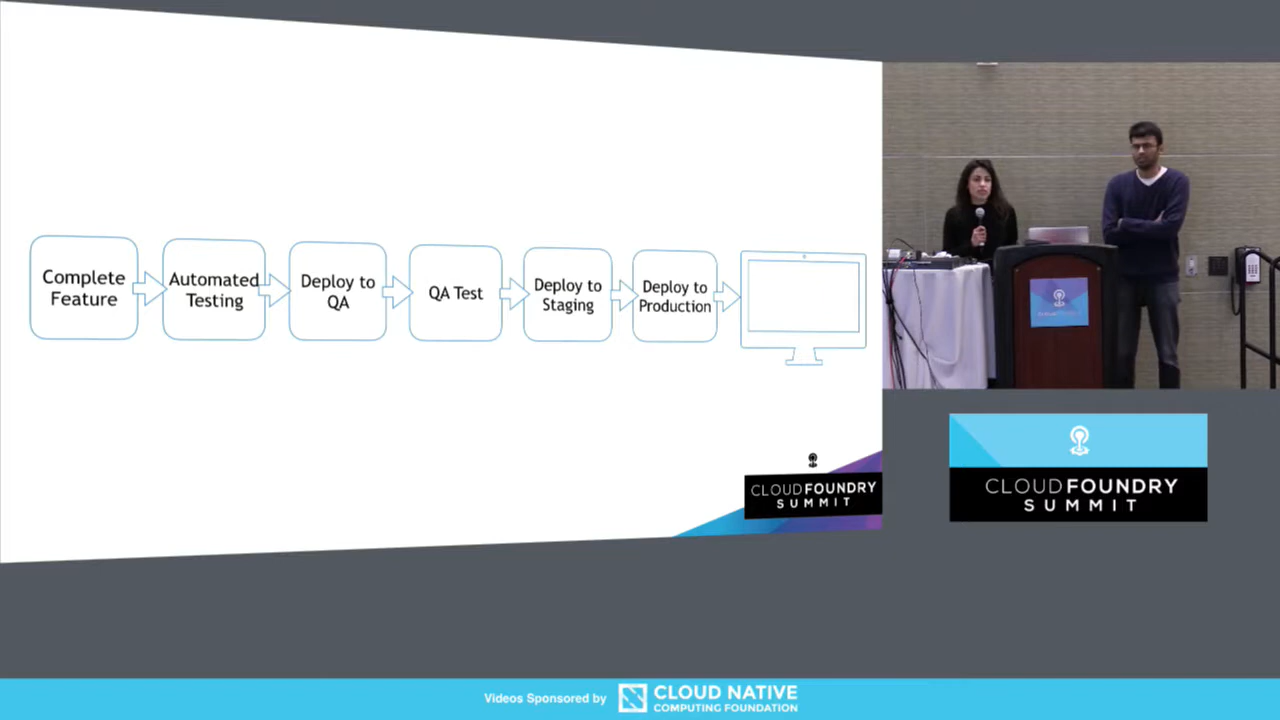 Complete
Feature
Automated
Testing
Deploy to
QA
QA Test
Deploy to
Staging
Deploy to
Production
CLOUDFOUNDRY
SUMMIT
CLOUDFOUNDRY
SUMMIT
Videos Sponsored by
CLOUD NATIVE
COMPUTING FOUNDATION